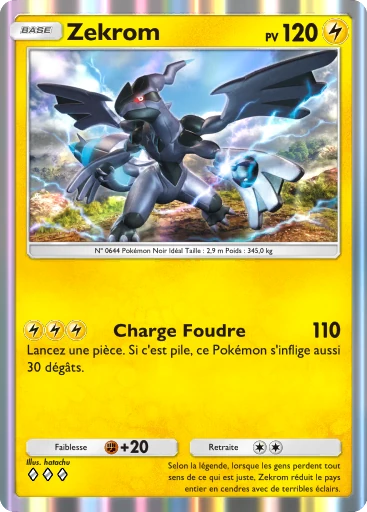 BASE Zekrom PV 120
N° 0644 Pokémon Noir Idéal Taille : 2,9 m Poids : 345,0 kg
Charge Foudre 110
Lancez une pièce. Si c'est pile, ce Pokémon s'inflige aussi
30 dégâts.
Faiblesse +20 Retraite
Illus. hatachu
Selon la légende, lorsque les gens perdent tout
sens de ce qui est juste, Zekrom réduit le pays
entier en cendres avec de terribles éclairs.